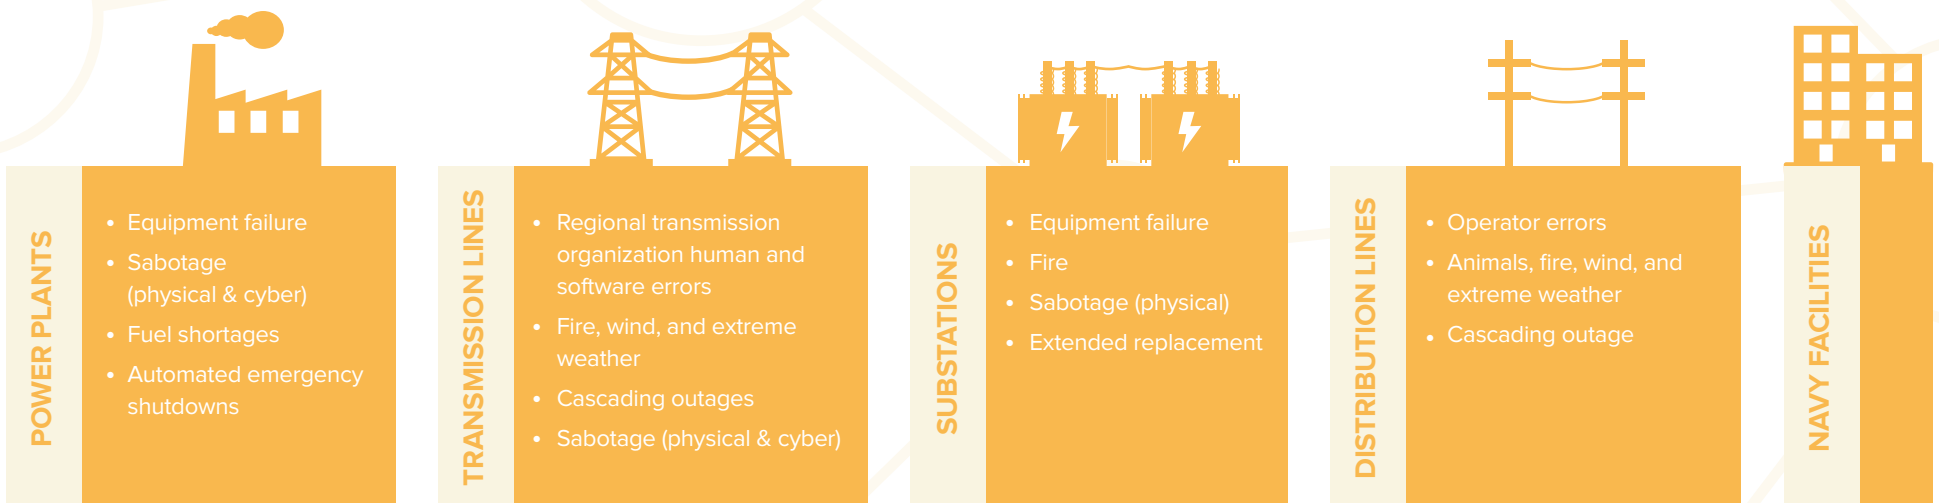 POWER PLANTS
• Equipment failure
• Sabotage
(physical & cyber)
• Fuel shortages
• Automated emergency
shutdowns
TRANSMISSION LINES
• Regional transmission
organization human and
software errors
• Fire, wind, and extreme
weather
• Cascading outages
• Sabotage (physical & cyber)
SUBSTATIONS
• Equipment failure
• Fire
• Sabotage (physical)
• Extended replacement
DISTRIBUTION LINES
• Operator errors
• Animals, fire, wind, and
extreme weather
• Cascading outage
NAVY FACILITIES